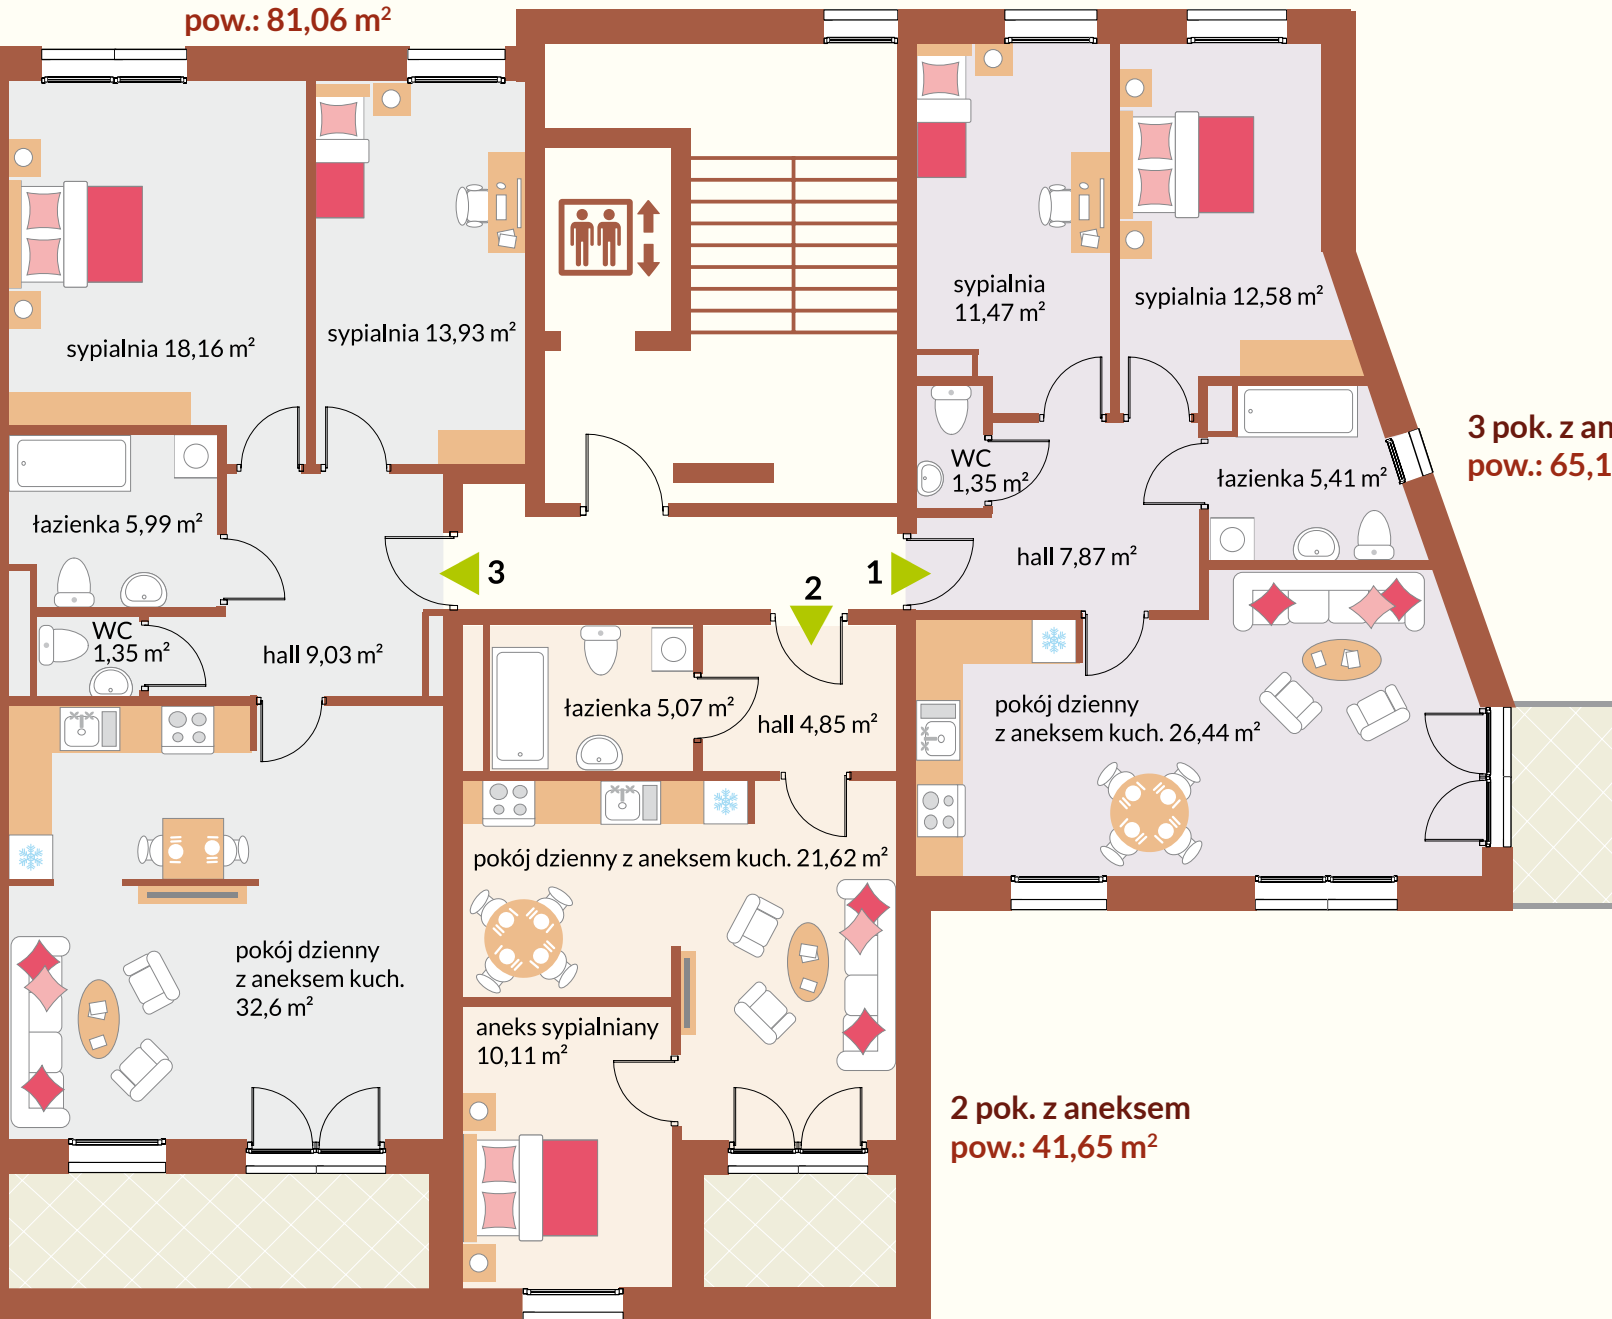 pow.: 81,06 m²
sypialnia 18,16 m²
sypialnia 13,93 m²
sypialnia
11,47 m²
sypialnia 12,58 m²
3 pok. z an
pow.: 65,1
łazienka 5,99 m²
WC
1,35 m²
łazienka 5,41 m²
hall 7,87 m²
3
1
2
WC
1,35 m²
hall 9,03 m²
łazienka 5,07 m²
hall 4,85 m²
pokój dzienny
z aneksem kuch. 26,44 m²
pokój dzienny z aneksem kuch. 21,62 m²
pokój dzienny
z aneksem kuch.
32,6 m²
aneks sypialniany
10,11 m²
2 pok. z aneksem
pow.: 41,65 m²